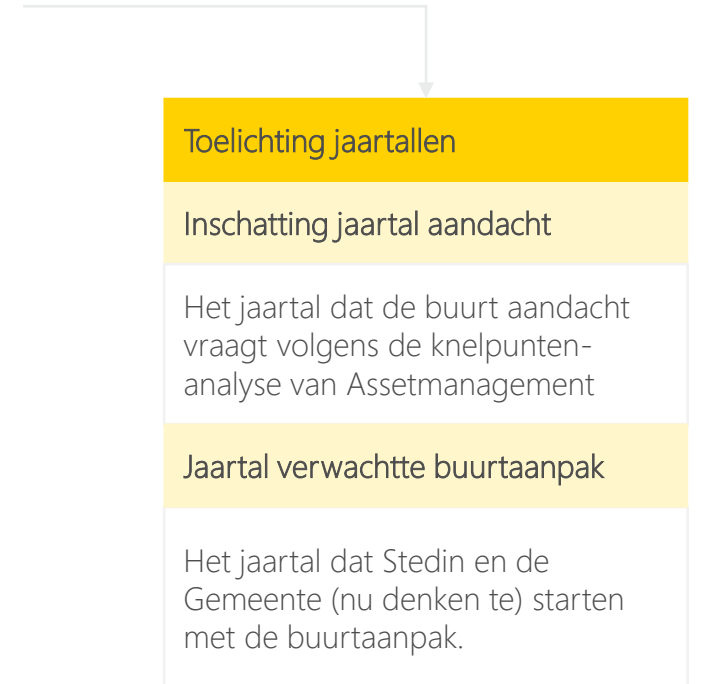 Toelichting jaartallen
Inschatting jaartal aandacht
Het jaartal dat de buurt aandacht
vraagt volgens de knelpunten-
analyse van Assetmanagement
Jaartal verwachtte buurtaanpak
Het jaartal dat Stedin en de
Gemeente (nu denken te) starten
met de buurtaanpak.